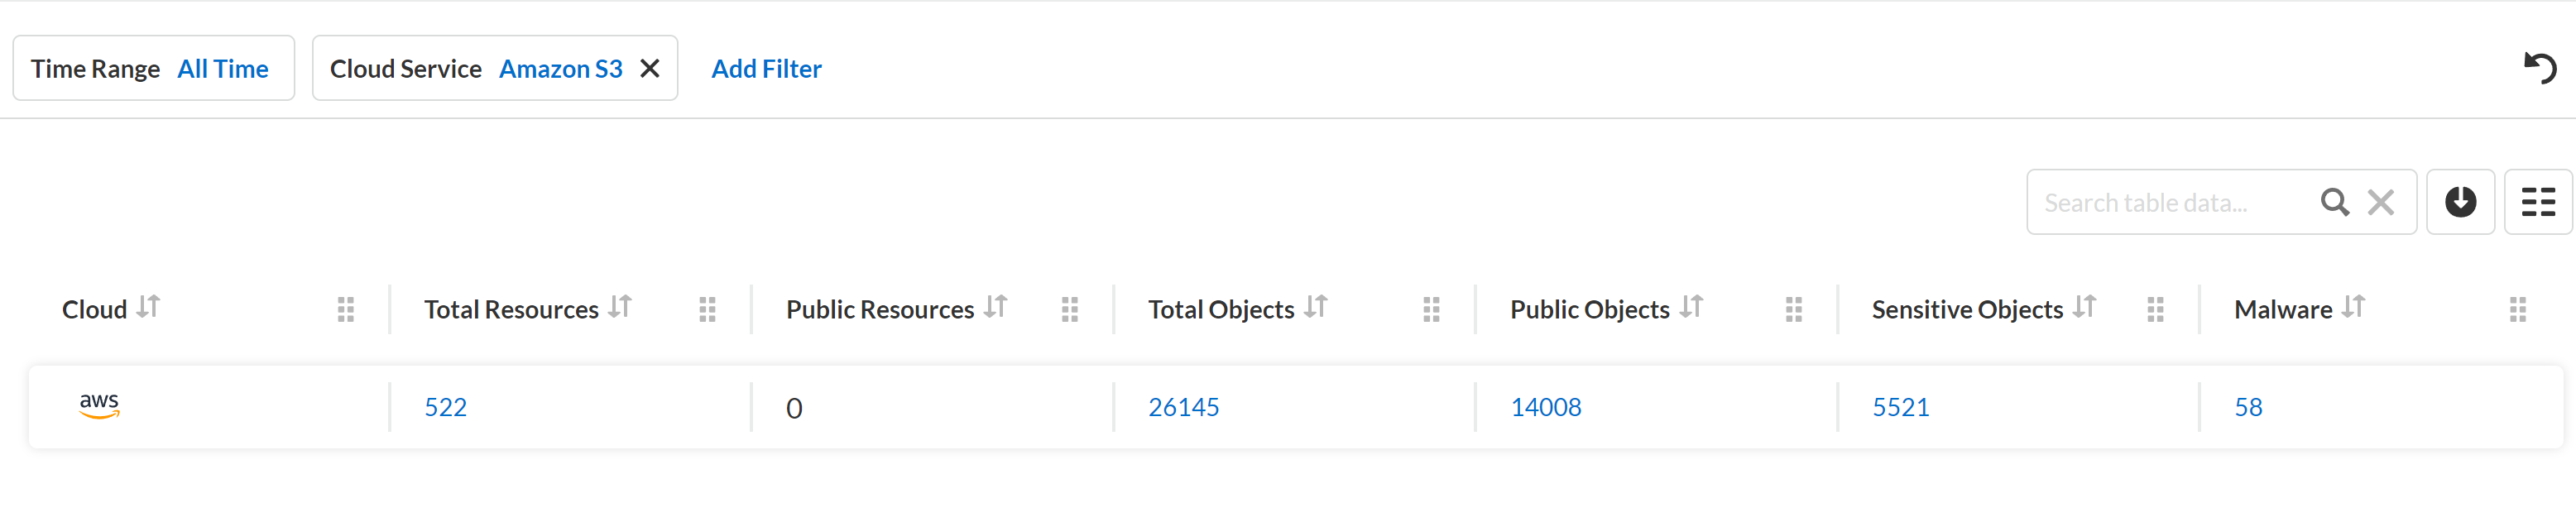 Time Range All Time Cloud Service Amazon S3 Add Filter
Search table data...
Cloud Total Resources Public Resources Total Objects Public Objects Sensitive Objects Malware
aws 522 0 26145 14008 5521 58